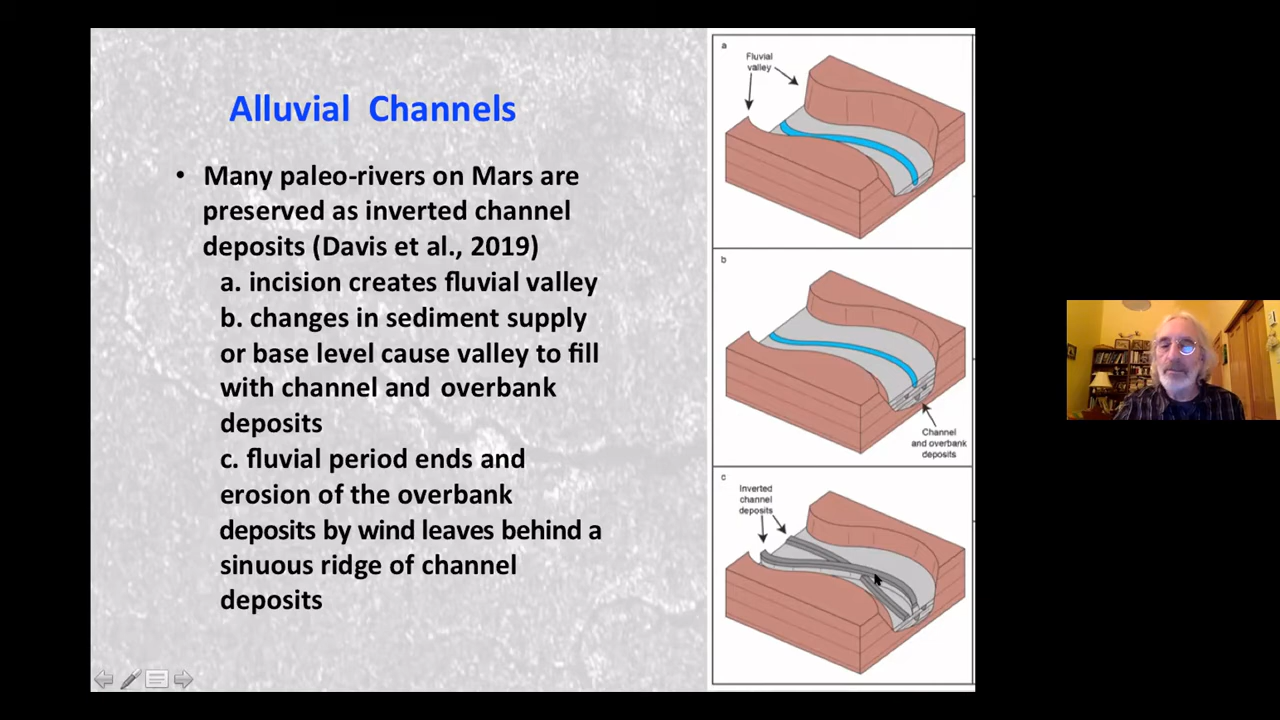 Alluvial Channels
• Many paleo-rivers on Mars are
preserved as inverted channel
deposits (Davis et al., 2019)
a. incision creates fluvial valley
b. changes in sediment supply
or base level cause valley to fill
with channel and overbank
deposits
c. fluvial period ends and
erosion of the overbank
deposits by wind leaves behind a
sinuous ridge of channel
deposits
a
Fluvial
valley
b
Channel
and overbank
deposits
c
Inverted
channel
deposits